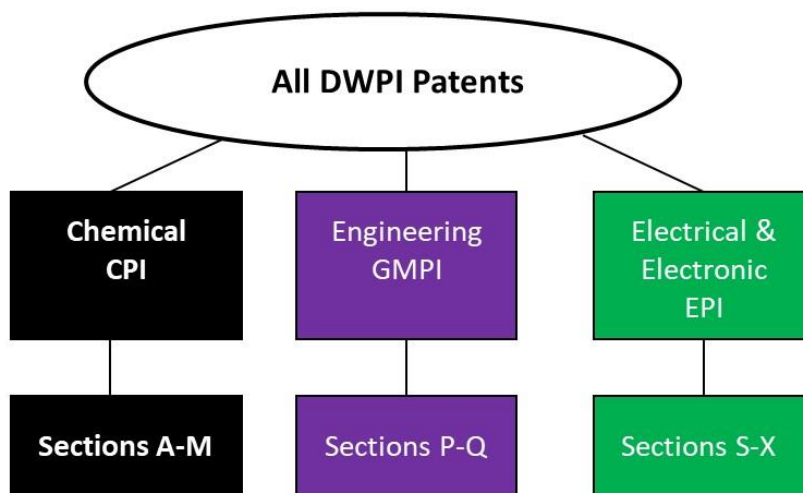 All DWPI Patents
Chemical
CPI
Engineering
GMPI
Electrical &
Electronic
EPI
Sections A-M
Sections P-Q
Sections S-X